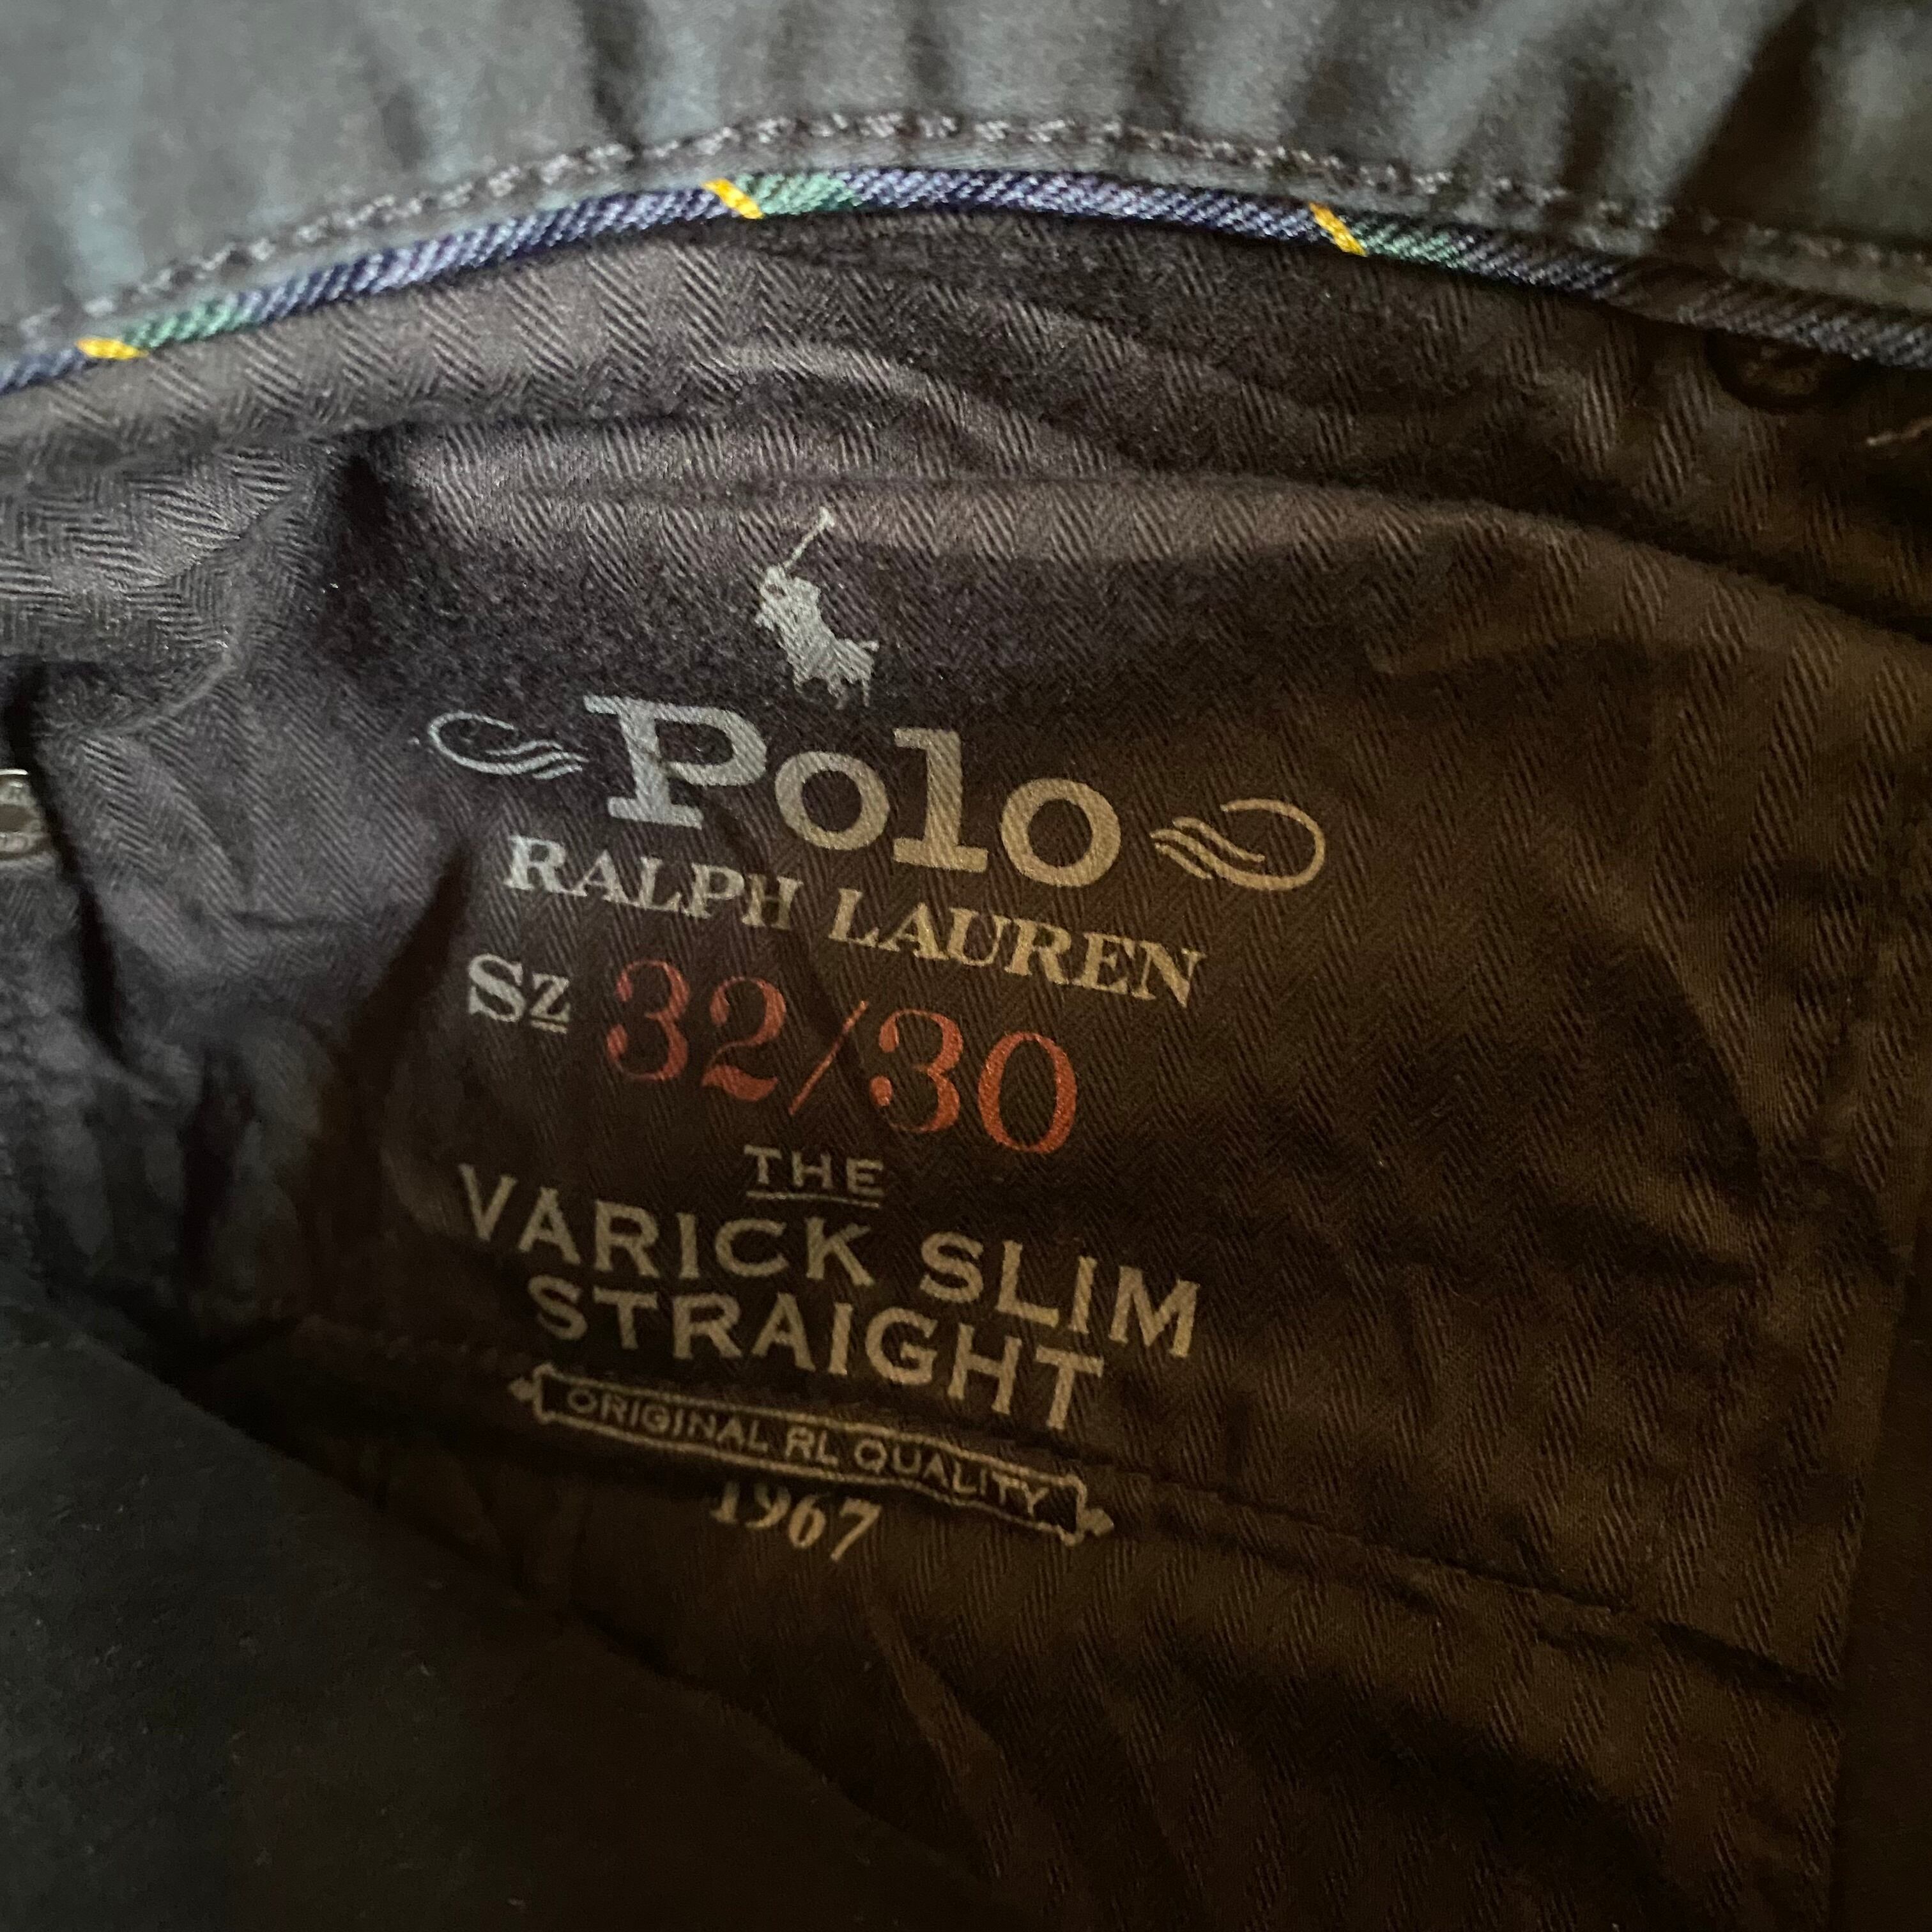 Polo
RALPH LAUREN
Sz 32/30
THE
VARICK SLIM
STRAIGHT
ORIGINAL RL QUALITY
1967